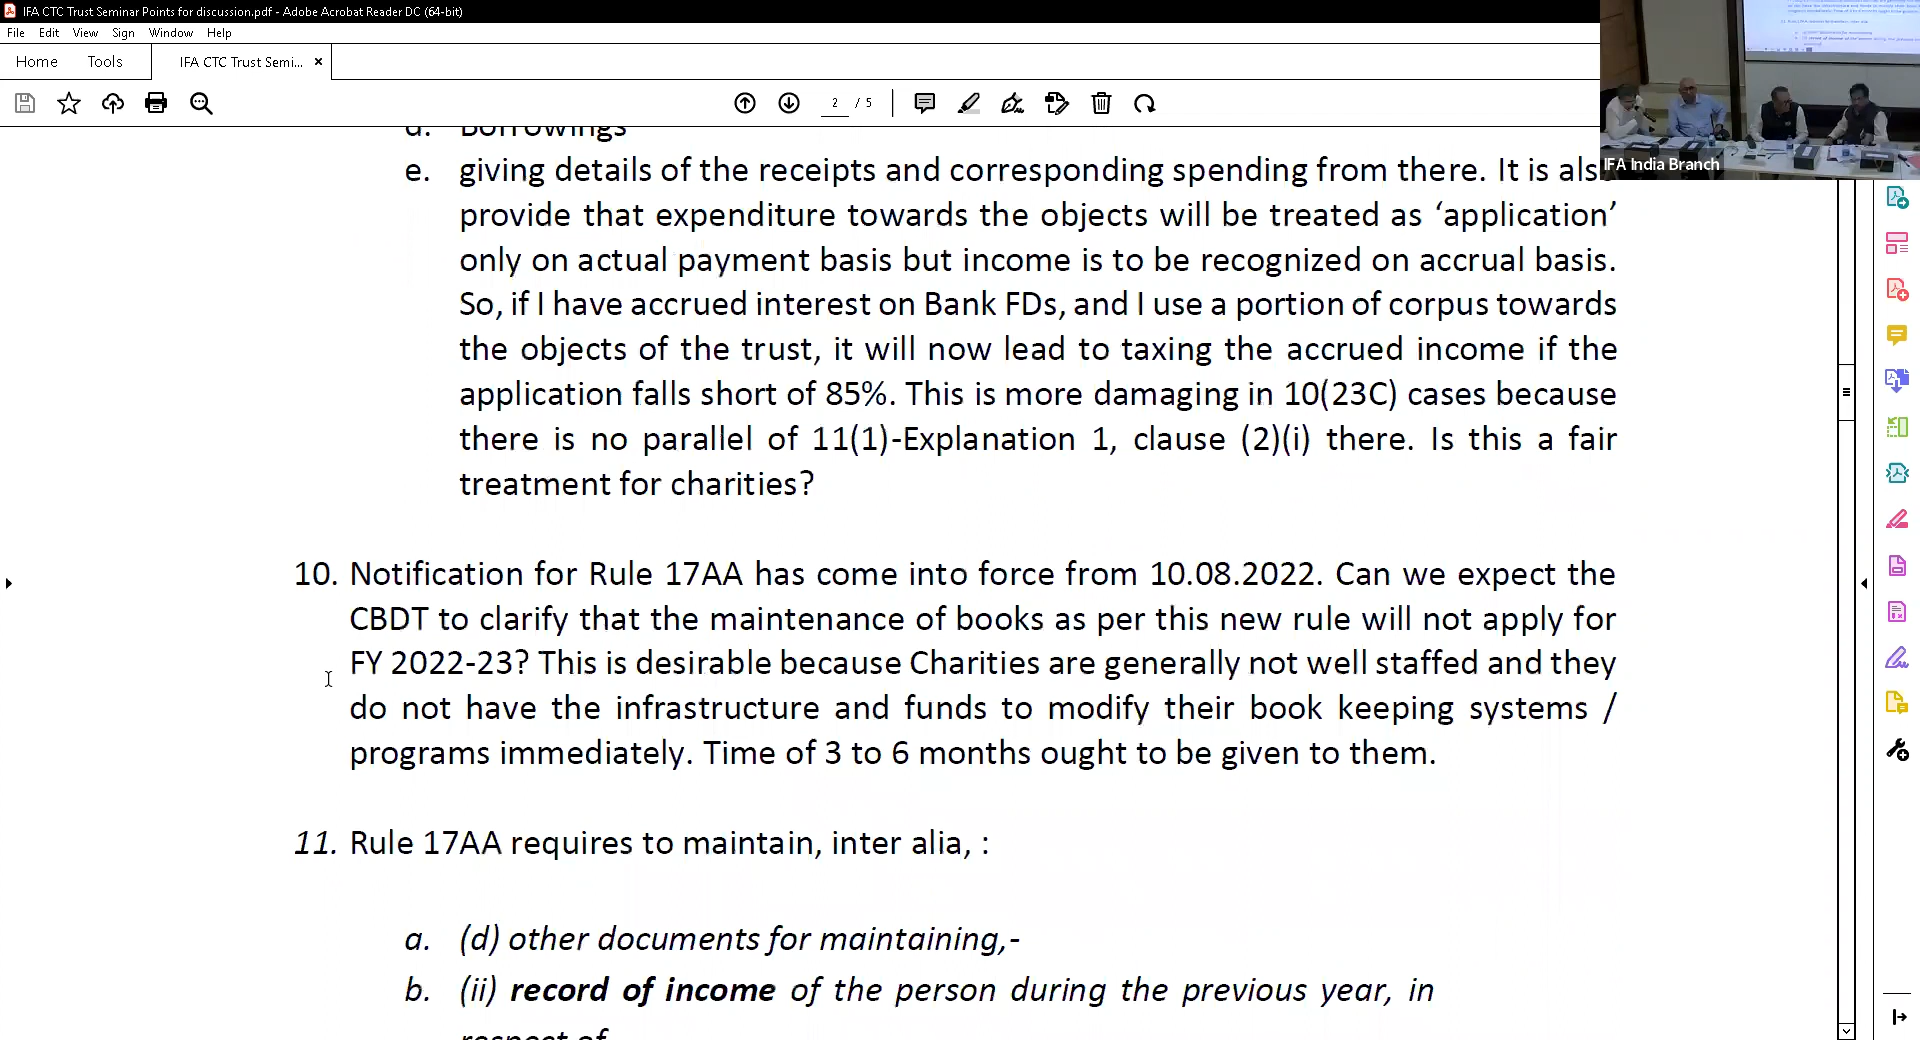 IFA CTC Trust Seminar Points for discussion.pdf - Adobe Acrobat Reader DC (64-bit)
File Edit View Sign Window Help
Home Tools IFA CTC Trust Semi... ×
2 / 5
IFA India Branch
d. Borrowings
e. giving details of the receipts and corresponding spending from there. It is als
provide that expenditure towards the objects will be treated as ‘application’
only on actual payment basis but income is to be recognized on accrual basis.
So, if I have accrued interest on Bank FDs, and I use a portion of corpus towards
the objects of the trust, it will now lead to taxing the accrued income if the
application falls short of 85%. This is more damaging in 10(23C) cases because
there is no parallel of 11(1)-Explanation 1, clause (2)(i) there. Is this a fair
treatment for charities?
10. Notification for Rule 17AA has come into force from 10.08.2022. Can we expect the
CBDT to clarify that the maintenance of books as per this new rule will not apply for
FY 2022-23? This is desirable because Charities are generally not well staffed and they
do not have the infrastructure and funds to modify their book keeping systems /
programs immediately. Time of 3 to 6 months ought to be given to them.
11. Rule 17AA requires to maintain, inter alia, :
a. (d) other documents for maintaining,-
b. (ii) record of income of the person during the previous year, in
respect of